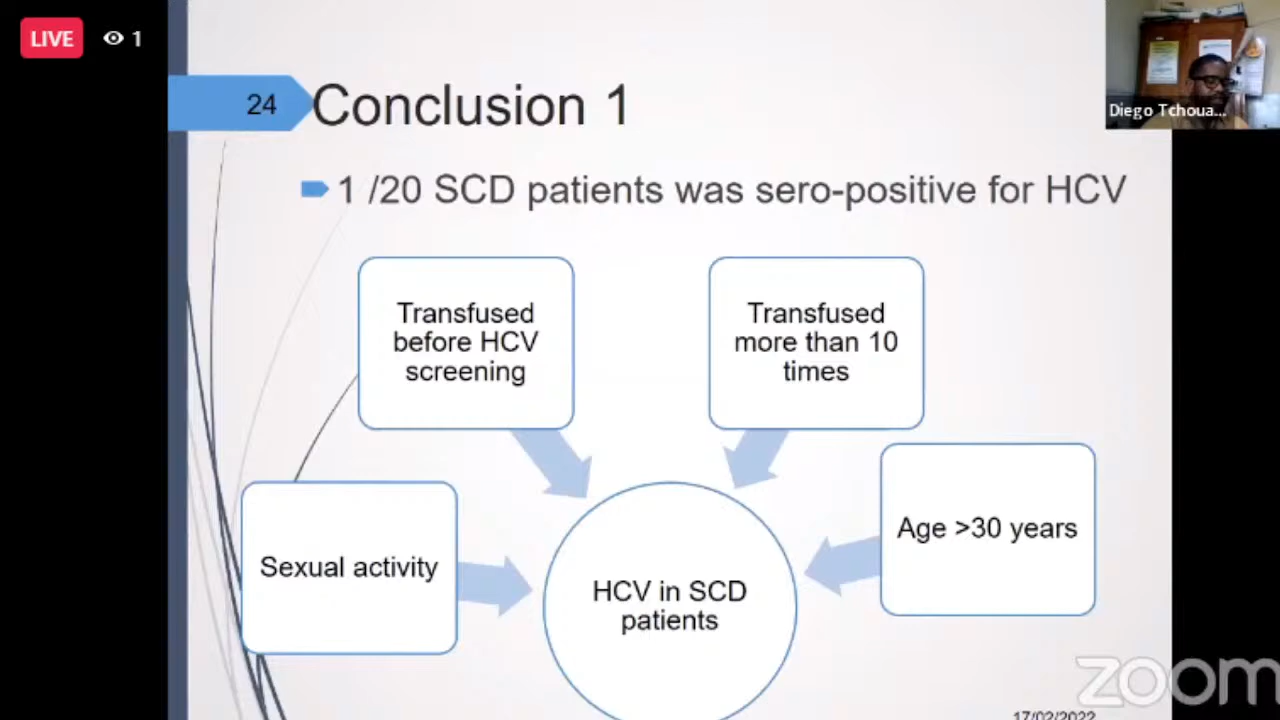 LIVE 1
Diego Tchoua...
24
Conclusion 1
1 /20 SCD patients was sero-positive for HCV
Transfused
before HCV
screening
Transfused
more than 10
times
Sexual activity
Age >30 years
HCV in SCD
patients
zoom
17/02/2022